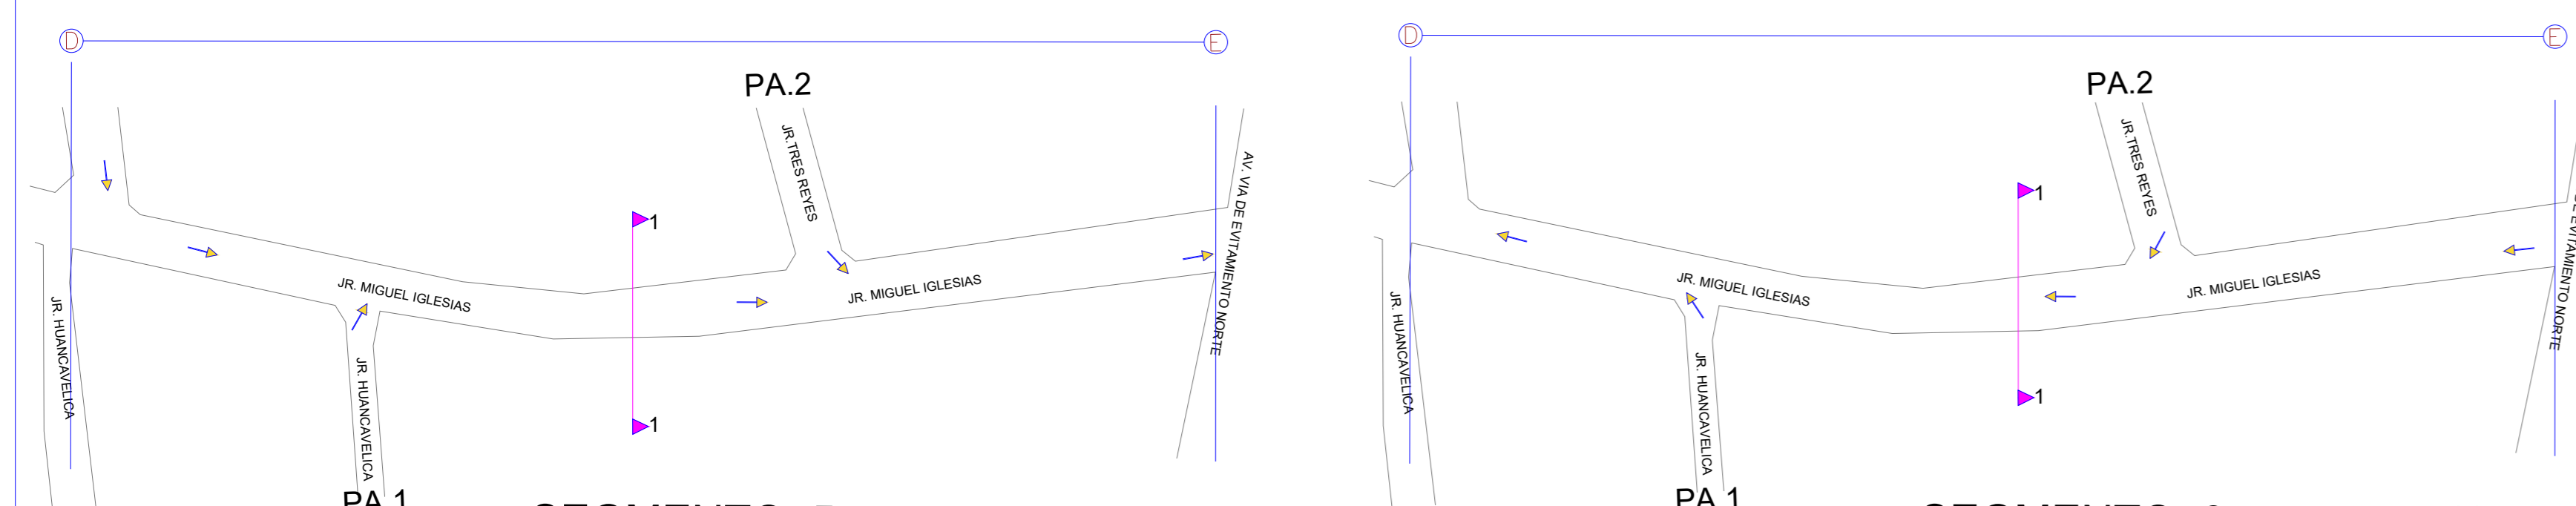 D
E
PA.2
JR.TRES REYES
AV. VIA DE EVITAMIENTO NORTE
1
JR. MIGUEL IGLESIAS
JR. MIGUEL IGLESIAS
JR. HUANCAVELICA
JR. HUANCAVELICA
1
PA.1
D
E
PA.2
JR.TRES REYES
EVITAMIENTO NORTE
1
JR. MIGUEL IGLESIAS
JR. MIGUEL IGLESIAS
JR. HUANCAVELICA
JR. HUANCAVELICA
1
PA.1